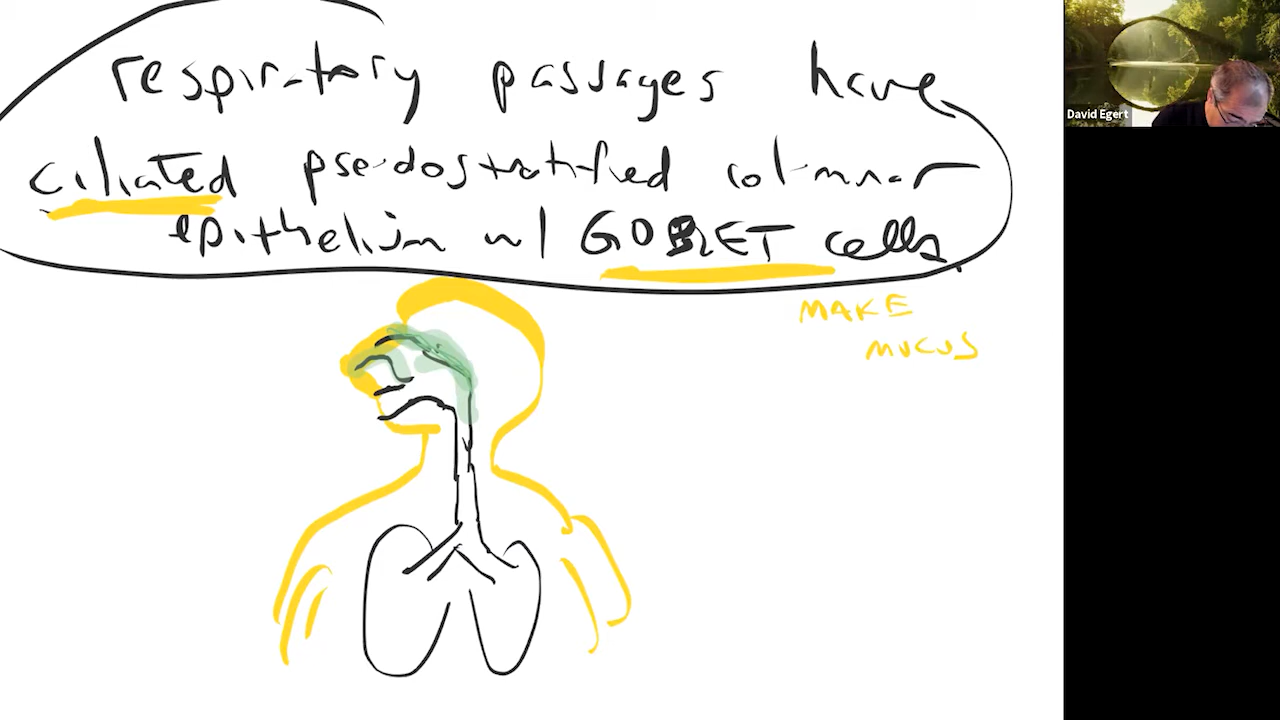 respiratory passages have
ciliated pseudostratified columnar
epithelium w/ GOBLET cells
MAKE
MUCUS
David Egert